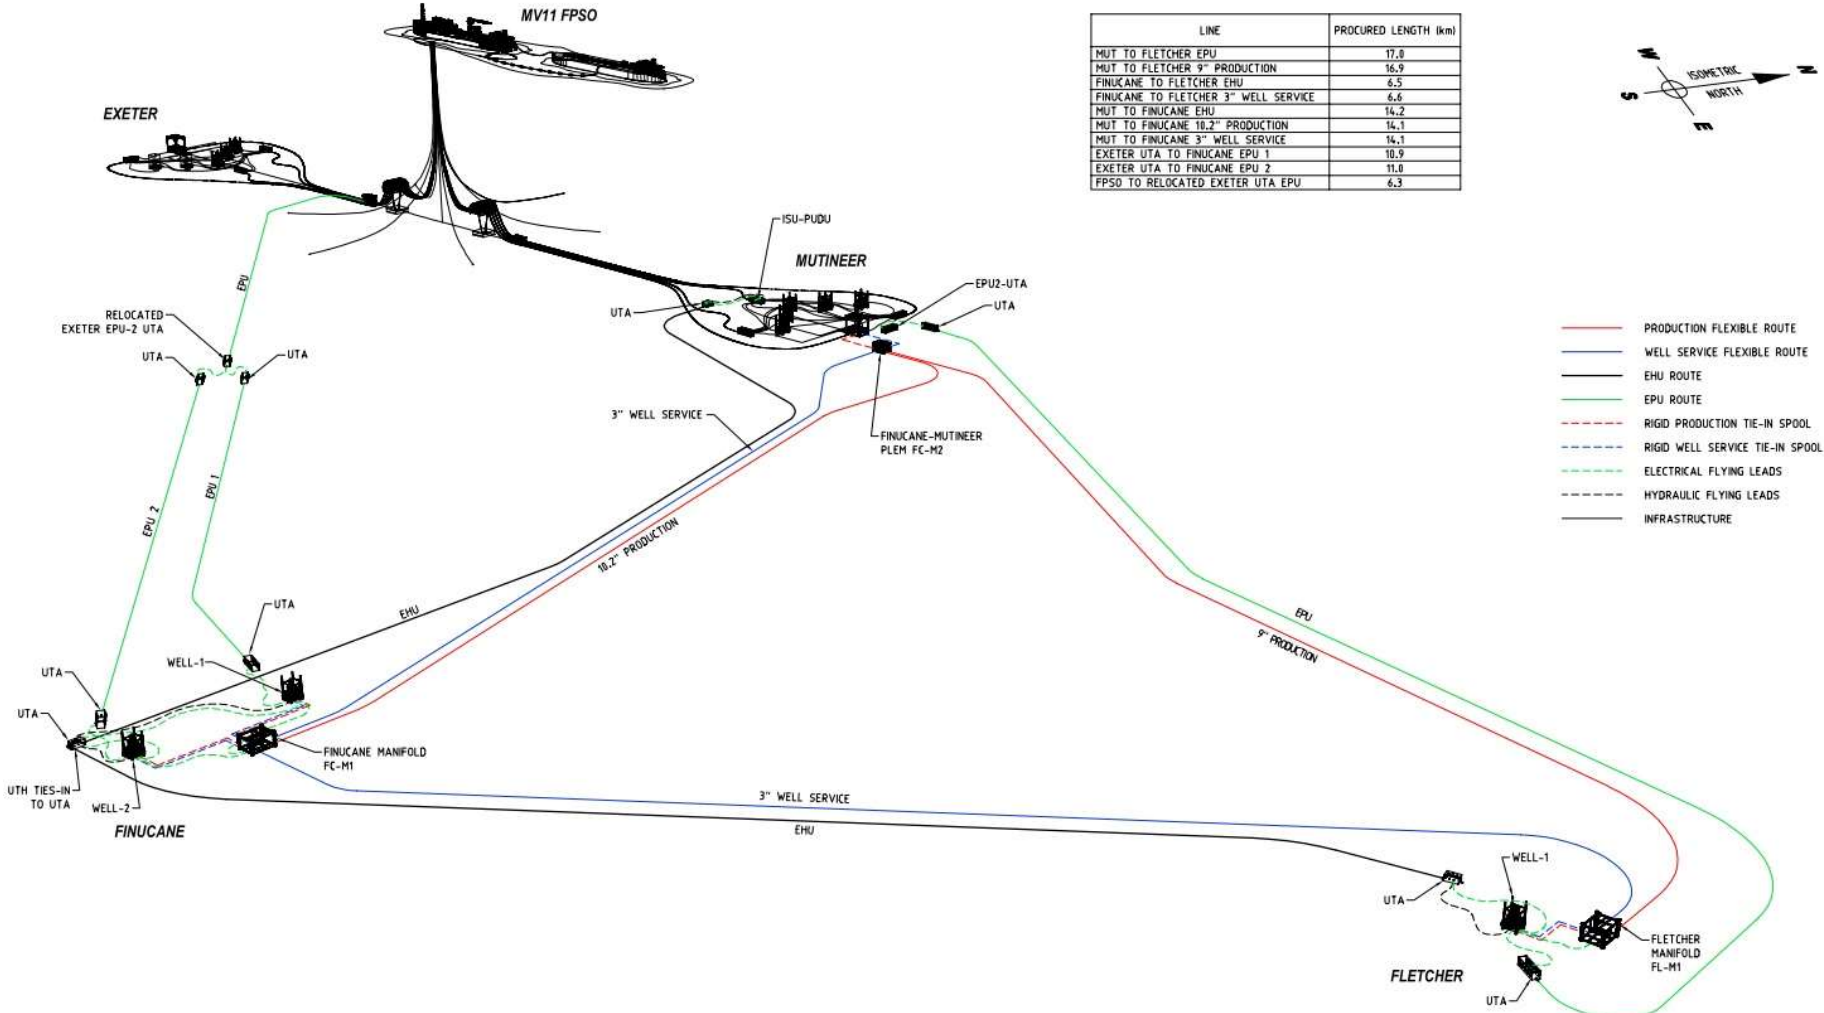 MV11 FPSO
LINE
PROCURED LENGTH (km)
MUT TO FLETCHER EPU
17.0
MUT TO FLETCHER 9" PRODUCTION
16.9
FINUCANE TO FLETCHER EHU
6.5
FINUCANE TO FLETCHER 3" WELL SERVICE
6.6
MUT TO FINUCANE EHU
14.2
MUT TO FINUCANE 10.2" PRODUCTION
14.1
MUT TO FINUCANE 3" WELL SERVICE
14.1
EXETER UTA TO FINUCANE EPU 1
10.9
EXETER UTA TO FINUCANE EPU 2
11.0
FPSO TO RELOCATED EXETER UTA EPU
6.3
W
N
S
E
ISOMETRIC
NORTH
EXETER
ISU-PUDU
MUTINEER
EPU2-UTA
UTA
UTA
EPU
RELOCATED
EXETER EPU-2 UTA
UTA
UTA
3" WELL SERVICE
FINUCANE-MUTINEER
PLEM FC-M2
PRODUCTION FLEXIBLE ROUTE
WELL SERVICE FLEXIBLE ROUTE
EHU ROUTE
EPU ROUTE
RIGID PRODUCTION TIE-IN SPOOL
RIGID WELL SERVICE TIE-IN SPOOL
ELECTRICAL FLYING LEADS
HYDRAULIC FLYING LEADS
INFRASTRUCTURE
EPU 2
EPU 1
10.2" PRODUCTION
EHU
EPU
9" PRODUCTION
UTA
WELL-1
UTA
UTA
FINUCANE MANIFOLD
FC-M1
UTH TIES-IN
TO UTA
WELL-2
FINUCANE
3" WELL SERVICE
EHU
WELL-1
UTA
FLETCHER
MANIFOLD
FL-M1
FLETCHER
UTA